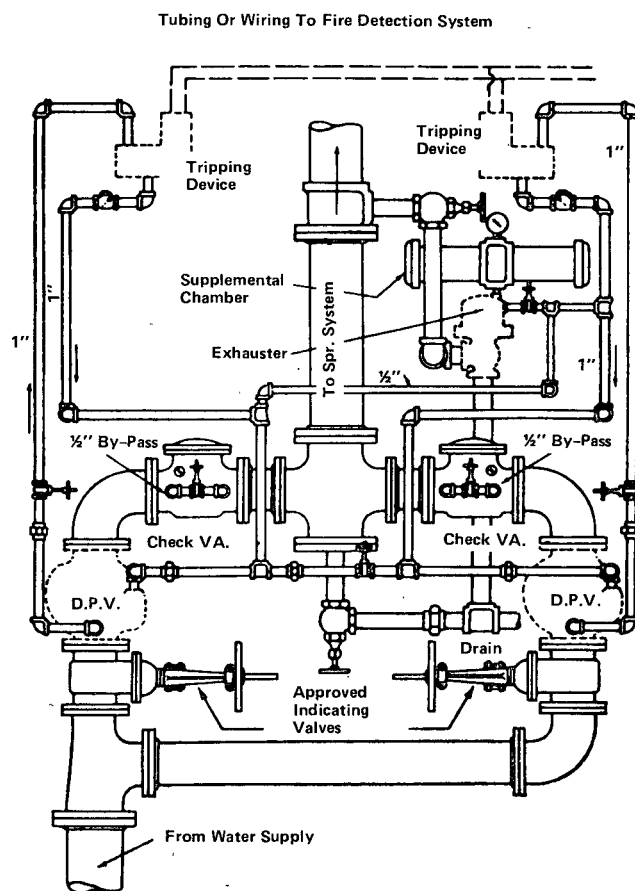 Tubing Or Wiring To Fire Detection System
Tripping
Device
Tripping
Device
1"
Supplemental
Chamber
To Spr. System
1"
1"
Exhauster
1"
½"
½" By-Pass
½" By-Pass
Check VA.
Check VA.
D.P.V.
D.P.V.
Drain
Approved
Indicating
Valves
From Water Supply